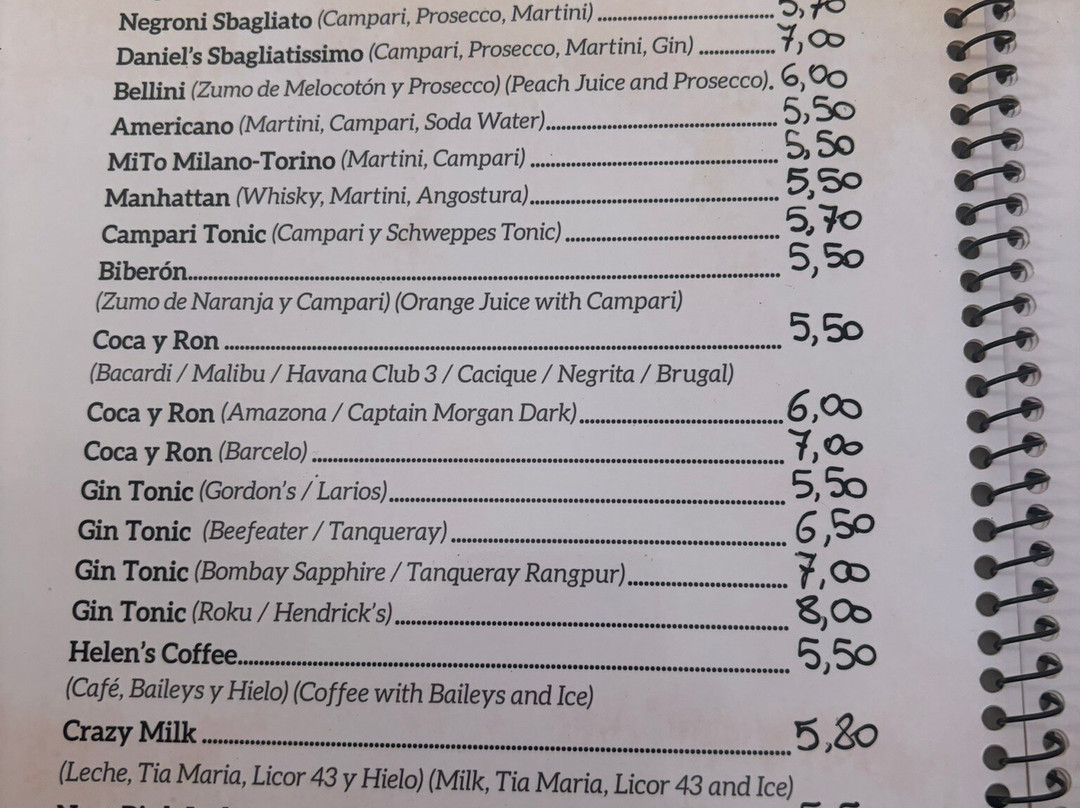 Negroni Sbagliato (Campari, Prosecco, Martini) 5,70
Daniel's Sbagliatissimo (Campari, Prosecco, Martini, Gin) 7,00
Bellini (Zumo de Melocotón y Prosecco) (Peach Juice and Prosecco). 6,00
Americano (Martini, Campari, Soda Water) 5,50
MiTo Milano-Torino (Martini, Campari) 5,50
Manhattan (Whisky, Martini, Angostura) 5,50
Campari Tonic (Campari y Schweppes Tonic) 5,70
Biberón 5,50
(Zumo de Naranja y Campari) (Orange Juice with Campari)
Coca y Ron 5,50
(Bacardi / Malibu / Havana Club 3 / Cacique / Negrita / Brugal)
Coca y Ron (Amazona / Captain Morgan Dark) 6,00
Coca y Ron (Barcelo) 7,00
Gin Tonic (Gordon's / Larios) 5,50
Gin Tonic (Beefeater / Tanqueray) 6,50
Gin Tonic (Bombay Sapphire / Tanqueray Rangpur) 7,00
Gin Tonic (Roku / Hendrick's) 8,00
Helen's Coffee 5,50
(Café, Baileys y Hielo) (Coffee with Baileys and Ice)
Crazy Milk 5,80
(Leche, Tia Maria, Licor 43 y Hielo) (Milk, Tia Maria, Licor 43 and Ice)